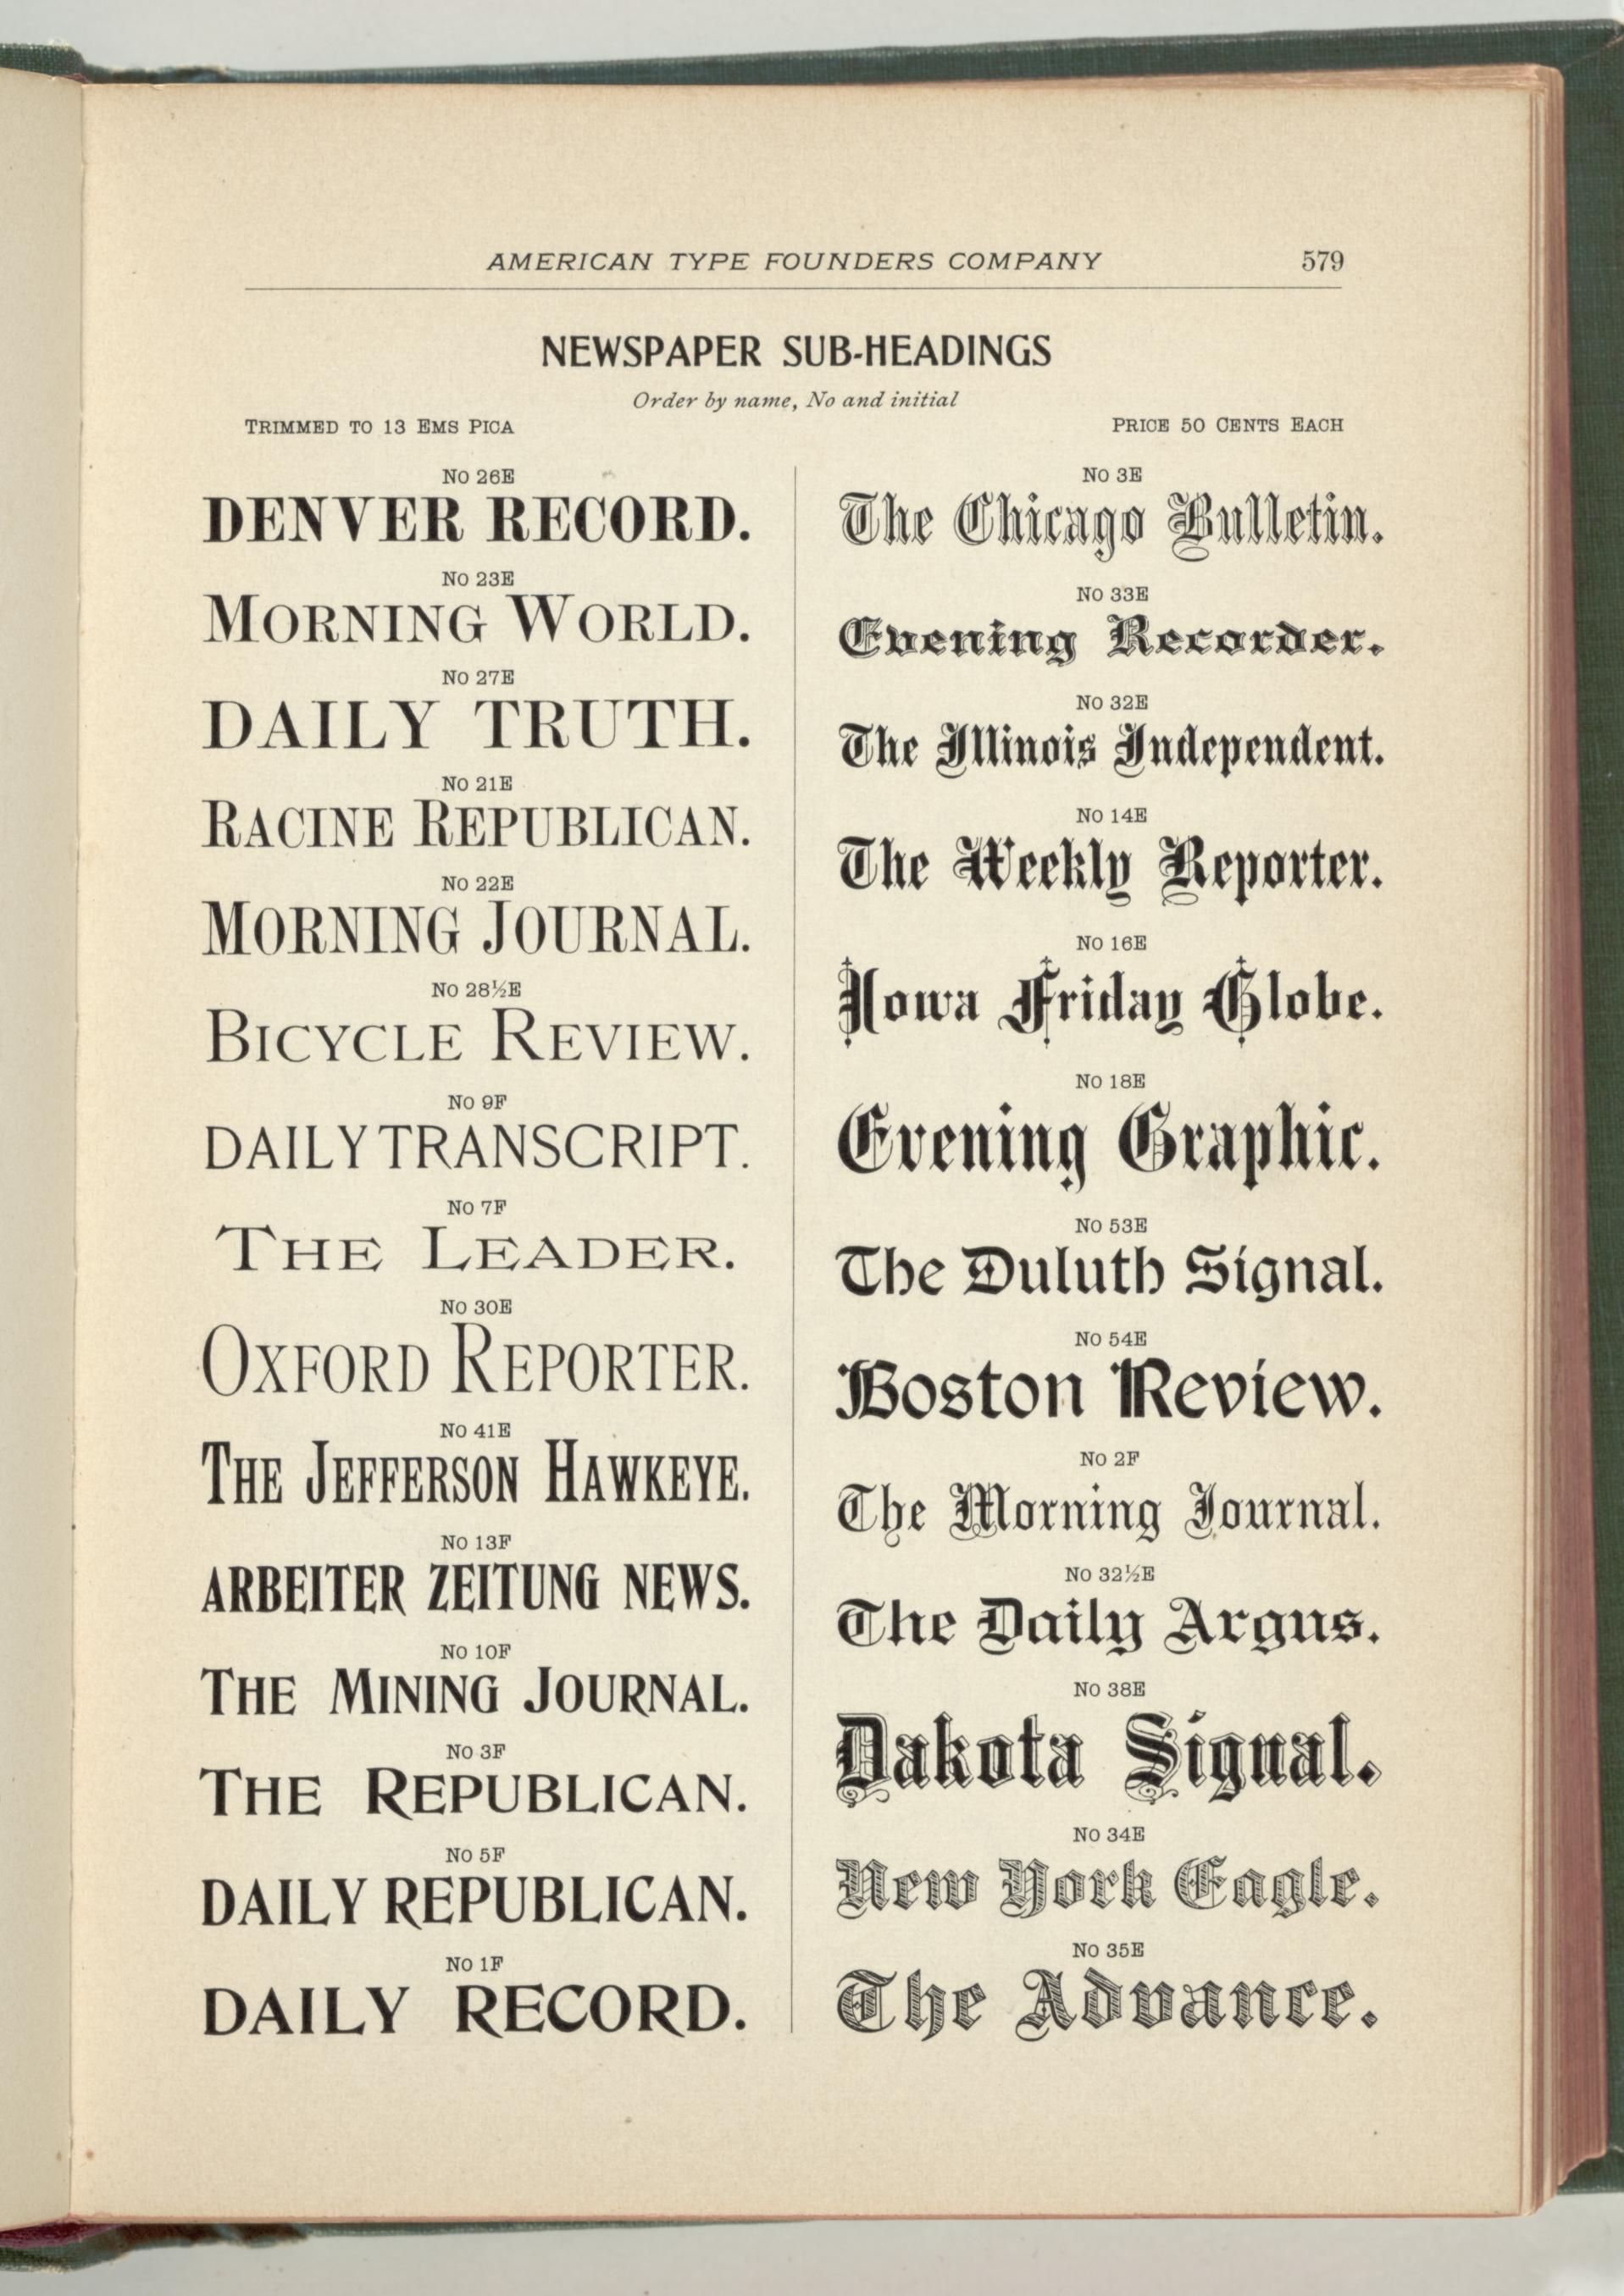 AMERICAN TYPE FOUNDERS COMPANY 579
NEWSPAPER SUB-HEADINGS
Order by name, No and initial
TRIMMED TO 13 EMS PICA
PRICE 50 CENTS EACH
NO 26E
DENVER RECORD.
NO 23E
MORNING WORLD.
NO 27E
DAILY TRUTH.
NO 21E
RACINE REPUBLICAN.
NO 22E
MORNING JOURNAL.
NO 28½E
BICYCLE REVIEW.
NO 9F
DAILY TRANSCRIPT.
NO 7F
THE LEADER.
NO 30E
OXFORD REPORTER.
NO 41E
THE JEFFERSON HAWKEYE.
NO 13F
ARBEITER ZEITUNG NEWS.
NO 10F
THE MINING JOURNAL.
NO 3F
THE REPUBLICAN.
NO 5F
DAILY REPUBLICAN.
NO 1F
DAILY RECORD.
NO 3E
The Chicago Bulletin.
NO 33E
Evening Recorder.
NO 32E
The Illinois Independent.
NO 14E
The Weekly Reporter.
NO 16E
Iowa Friday Globe.
NO 18E
Evening Graphic.
NO 53E
The Duluth Signal.
NO 54E
Boston Review.
NO 2F
The Morning Journal.
NO 32½E
The Daily Argus.
NO 38E
Dakota Signal.
NO 34E
New York Eagle.
NO 35E
The Advance.